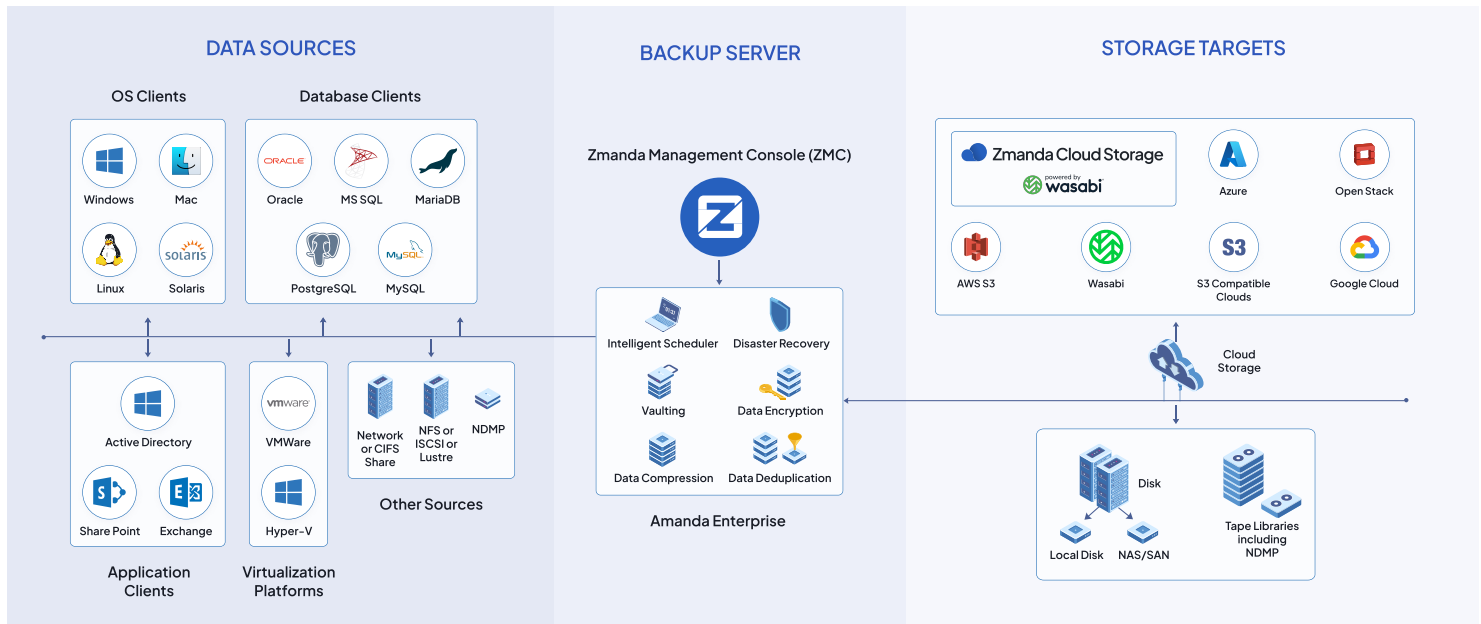 DATA SOURCES
OS Clients
Database Clients
Windows
Mac
ORACLE
Oracle
MS SQL
MariaDB
Linux
solaris
Solaris
PostgreSQL
MySQL
MySQL
Active Directory
S
Share Point
E
Exchange
Application
Clients
vmware
VMWare
Hyper-V
Virtualization
Platforms
Network
or CIFS
Share
NFS or
ISCSI or
Lustre
NDMP
Other Sources
BACKUP SERVER
Zmanda Management Console (ZMC)
Z
Intelligent Scheduler
Disaster Recovery
Vaulting
Data Encryption
Data Compression
Data Deduplication
Amanda Enterprise
STORAGE TARGETS
Zmanda Cloud Storage
powered by
wasabi
Azure
Open Stack
AWS S3
Wasabi
S3
S3 Compatible
Clouds
Google Cloud
Cloud
Storage
Disk
Local Disk
NAS/SAN
Tape Libraries
including
NDMP